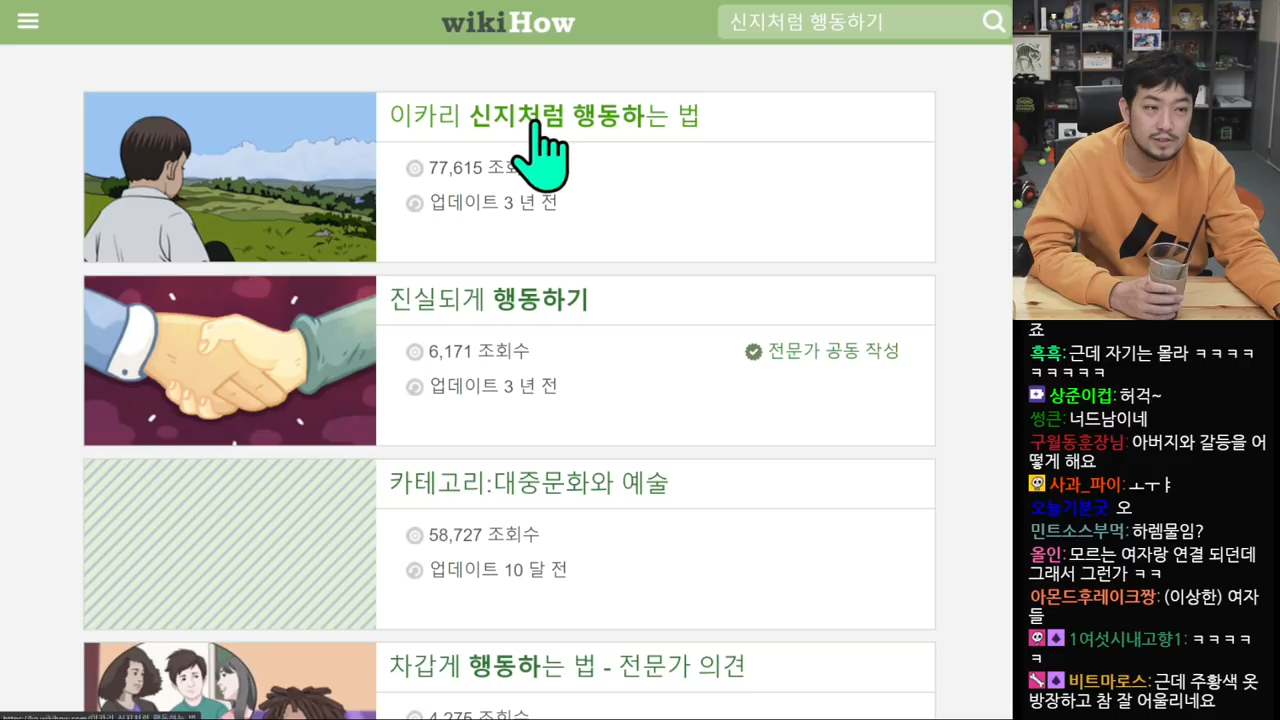 wikiHow
신지처럼 행동하기
이카리 신지처럼 행동하는 법
77,615 조회
업데이트 3 년 전
진실되게 행동하기
6,171 조회수
전문가 공동 작성
업데이트 3 년 전
카테고리:대중문화와 예술
58,727 조회수
업데이트 10 달 전
차갑게 행동하는 법 - 전문가 의견
4,275 조회수
죠
흑흑: 근데 자기는 몰라 ㅋㅋㅋㅋ
ㅋㅋㅋㅋㅋ
상준이컵: 허걱~
썽큰: 너드남이네
구월동훈장님: 아버지와 갈등을 어
떻게 해요
사과_파이: ㅗㅜㅑ
오늘기분굿: 오
민트소스부먹: 하렘물임?
올인: 모르는 여자랑 연결 되던데
그래서 그런가 ㅋㅋ
아몬드후레이크짱: (이상한) 여자
들
1여섯시내고향1: ㅋㅋㅋㅋ
ㅋ
비트마로스: 근데 주황색 옷
방장하고 참 잘 어울리네요